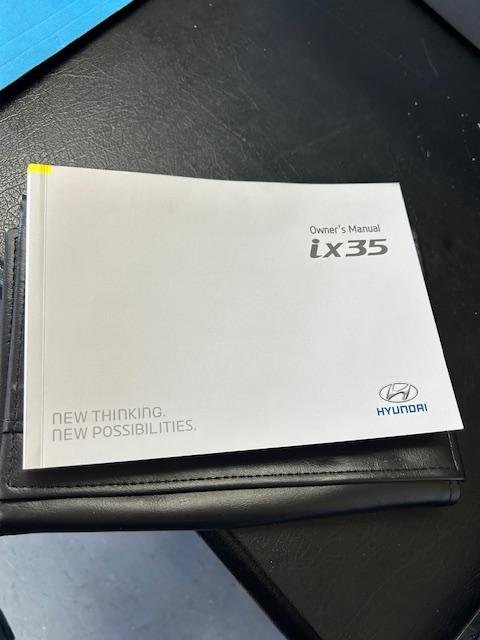 Owner's Manual
ix35
HYUNDAI
NEW THINKING.
NEW POSSIBILITIES.